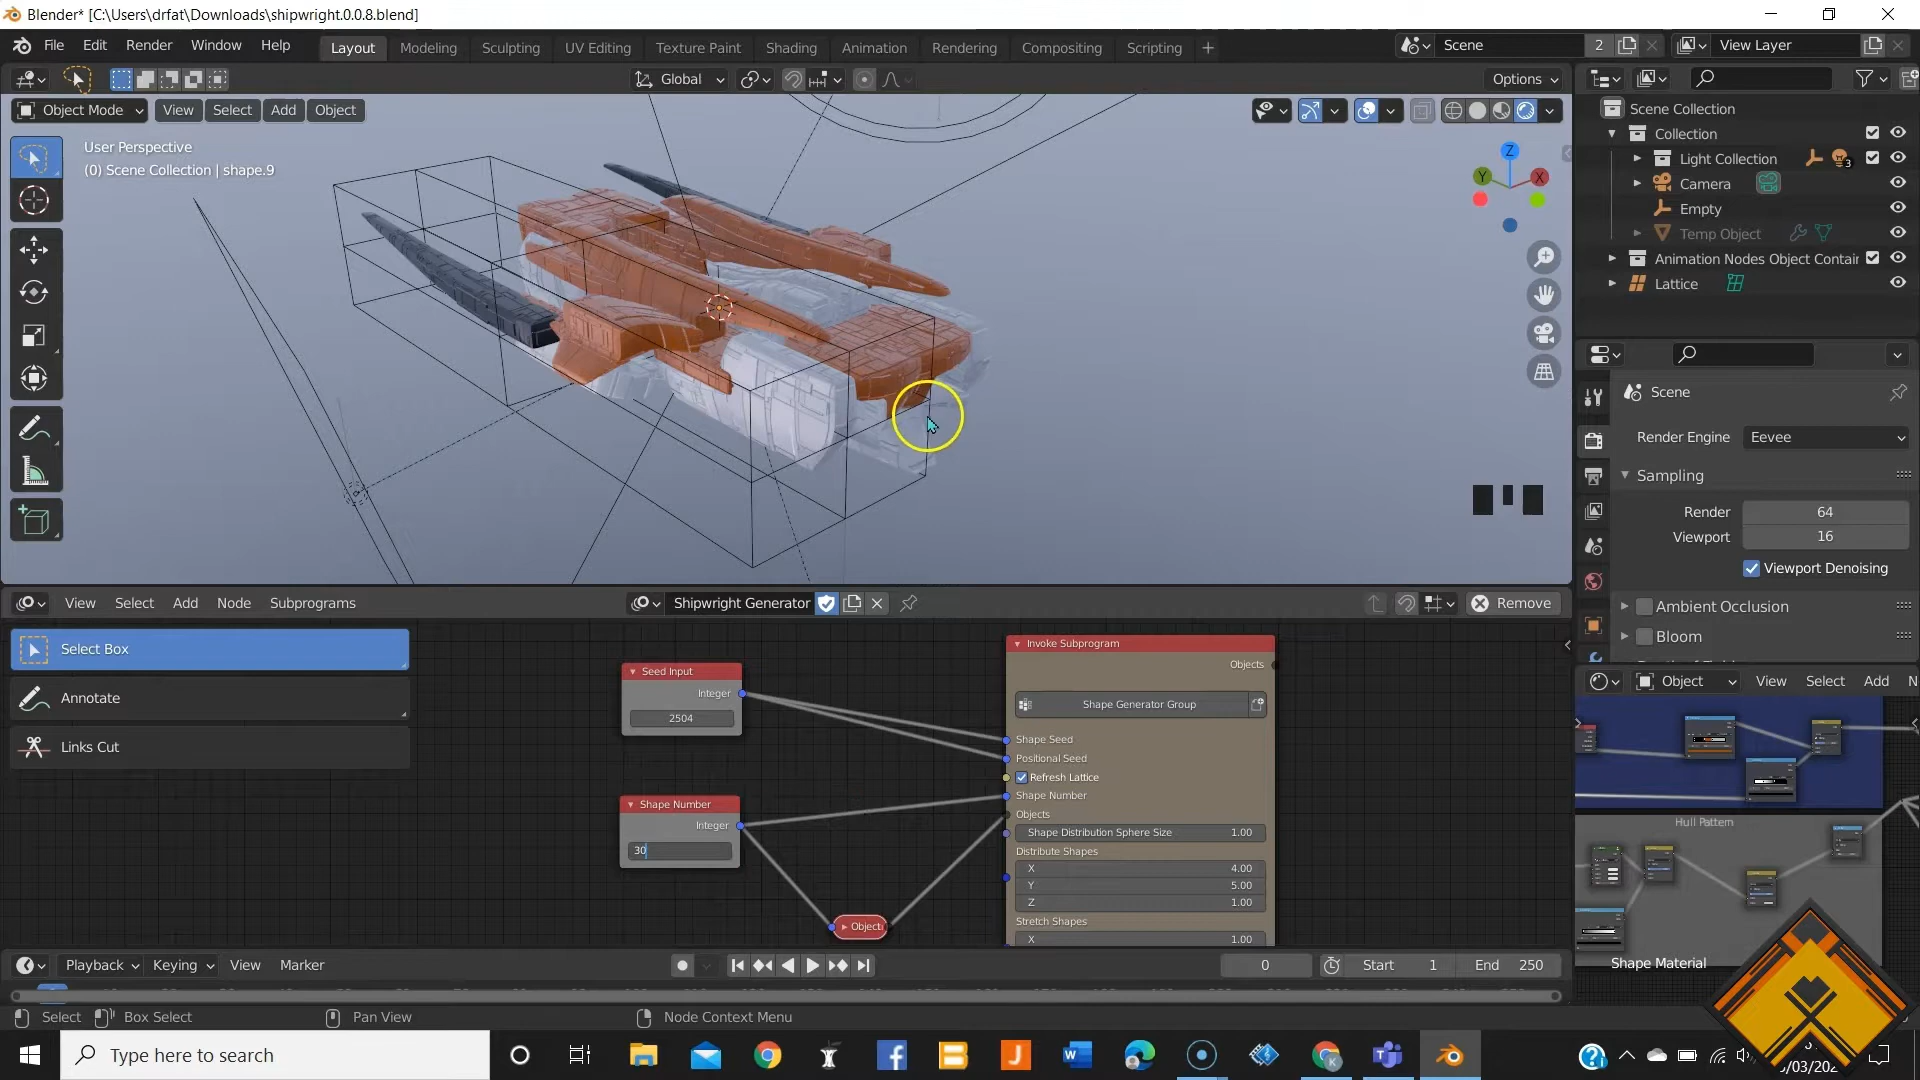 Blender* [C:\Users\drfat\Downloads\shipwright.0.0.8.blend]
File Edit Render Window Help Layout Modeling Sculpting UV Editing Texture Paint Shading Animation Rendering Compositing Scripting + Scene 2 View Layer
Global Options
Object Mode View Select Add Object
User Perspective
(0) Scene Collection | shape.9
Z
Y
X
Scene Collection
Collection
Light Collection 3
Camera
Empty
Temp Object
Animation Nodes Object Contair
Lattice
Scene
Render Engine Eevee
Sampling
Render 64
Viewport 16
Viewport Denoising
Ambient Occlusion
Bloom
View Select Add Node Subprograms Shipwright Generator Remove
Select Box
Annotate
Links Cut
Seed Input
Integer
2504
Shape Number
Integer
30
Object
Invoke Subprogram
Objects
Shape Generator Group
Shape Seed
Positional Seed
Refresh Lattice
Shape Number
Objects
Shape Distribution Sphere Size 1.00
Distribute Shapes
X 4.00
Y 5.00
Z 1.00
Stretch Shapes
X 1.00
Object View Select Add N
Hull Pattern
Shape Material
Playback Keying View Marker 0 Start 1 End 250
Select Box Select Pan View Node Context Menu
Type here to search